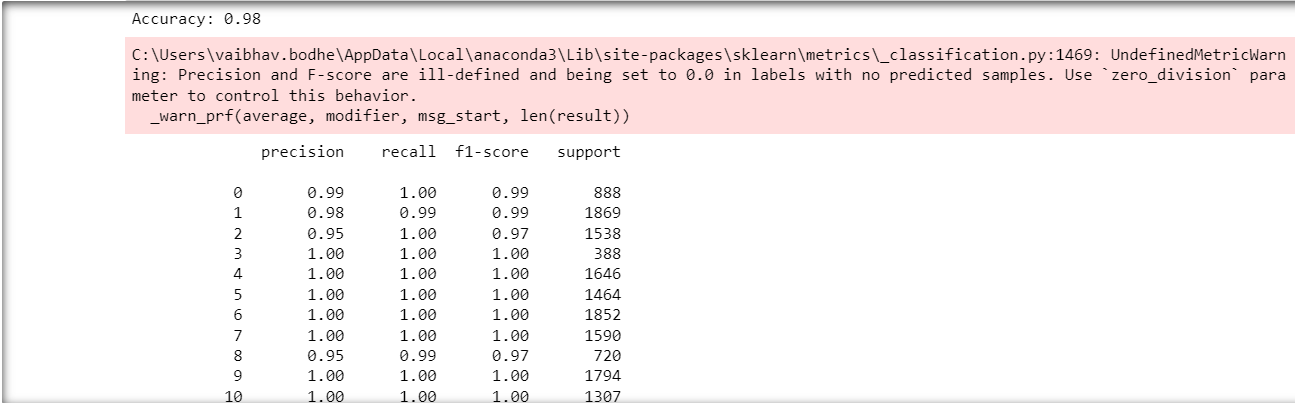 Accuracy: 0.98
C:\Users\vaibhav.bodhe\AppData\Local\anaconda3\Lib\site-packages\sklearn\metrics\_classification.py:1469: UndefinedMetricWarn
ing: Precision and F-score are ill-defined and being set to 0.0 in labels with no predicted samples. Use `zero_division` para
meter to control this behavior.
_warn_prf(average, modifier, msg_start, len(result))
precision recall f1-score support
0 0.99 1.00 0.99 888
1 0.98 0.99 0.99 1869
2 0.95 1.00 0.97 1538
3 1.00 1.00 1.00 388
4 1.00 1.00 1.00 1646
5 1.00 1.00 1.00 1464
6 1.00 1.00 1.00 1852
7 1.00 1.00 1.00 1590
8 0.95 0.99 0.97 720
9 1.00 1.00 1.00 1794
10 1.00 1.00 1.00 1307